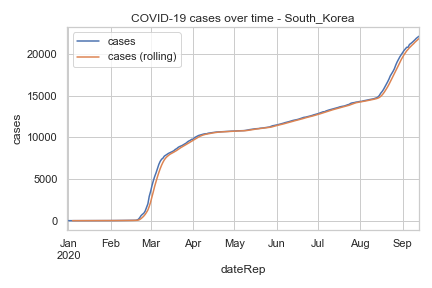 COVID-19 cases over time - South_Korea
cases
cases (rolling)
20000
15000
10000
5000
0
cases
Jan Feb Mar Apr May Jun Jul Aug Sep
2020
dateRep